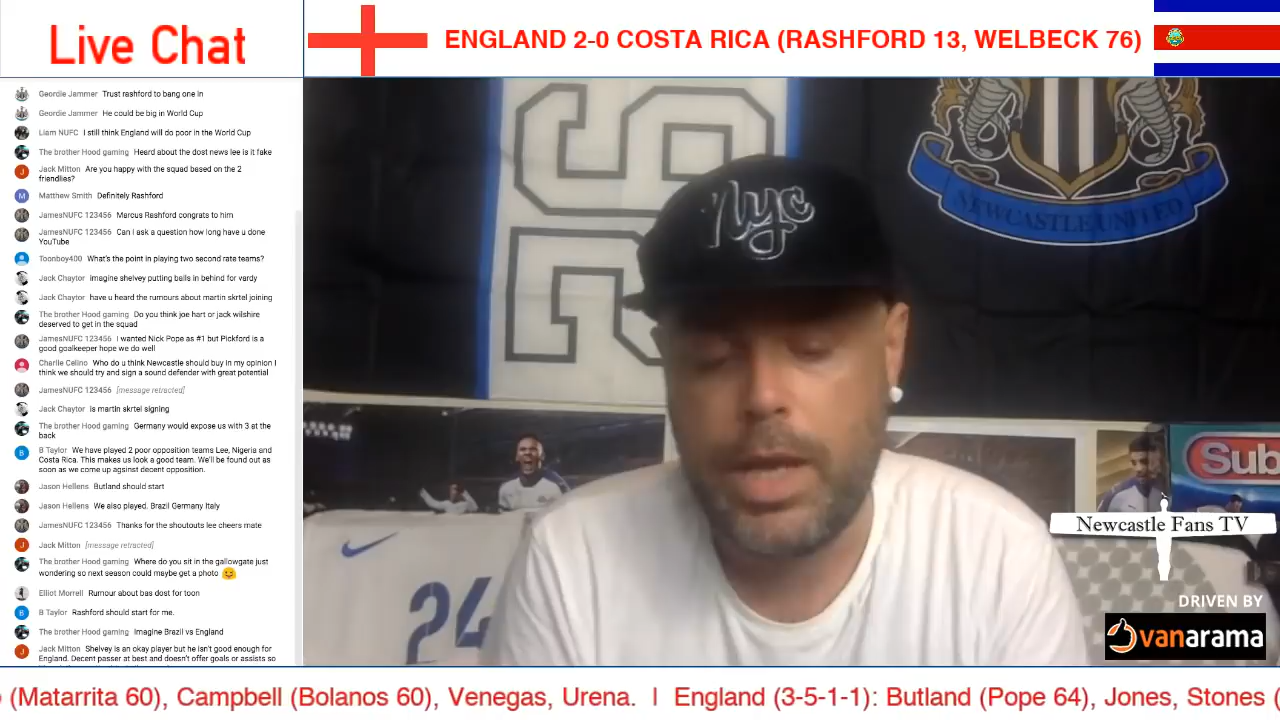 Live Chat
ENGLAND 2-0 COSTA RICA (RASHFORD 13, WELBECK 76)
Geordie Jammer Trust rashford to bang one in
Geordie Jammer He could be big in World Cup
Liam NUFC I still think England will do poor in the World Cup
The brother Hood gaming Heard about the dost news lee is it fake
Jack Mitton Are you happy with the squad based on the 2
friendlies?
Matthew Smith Definitely Rashford
JamesNUFC 123456 Marcus Rashford congrats to him
JamesNUFC 123456 Can I ask a question how long have u done
YouTube
Toonboy400 What's the point in playing two second rate teams?
Jack Chaytor imagine shelvey putting balls in behind for vardy
Jack Chaytor have u heard the rumours about martin skrtel joining
The brother Hood gaming Do you think joe hart or jack wilshire
deserved to get in the squad
JamesNUFC 123456 I wanted Nick Pope as #1 but Pickford is a
good goalkeeper hope we do well
Charlie Celino Who do u think Newcastle should buy in my opinion I
think we should try and sign a sound defender with great potential
JamesNUFC 123456 [message retracted]
Jack Chaytor is martin skrtel signing
The brother Hood gaming Germany would expose us with 3 at the
back
B Taylor We have played 2 poor opposition teams Lee, Nigeria and
Costa Rica. This makes us look a good team. We'll be found out as
soon as we come up against decent opposition.
Jason Hellens Butland should start
Jason Hellens We also played. Brazil Germany Italy
JamesNUFC 123456 Thanks for the shoutouts lee cheers mate
Jack Mitton [message retracted]
The brother Hood gaming Where do you sit in the gallowgate just
wondering so next season could maybe get a photo 😊
Elliot Morrell Rumour about bas dost for toon
B Taylor Rashford should start for me.
The brother Hood gaming Imagine Brazil vs England
Jack Mitton Shelvey is an okay player but he isn't good enough for
England. Decent passer at best and doesn't offer goals or assists so
nyc
NEWCASTLE UNITED
24
Sub
Newcastle Fans TV
DRIVEN BY
vanarama
(Matarrita 60), Campbell (Bolanos 60), Venegas, Urena. | England (3-5-1-1): Butland (Pope 64), Jones, Stones (